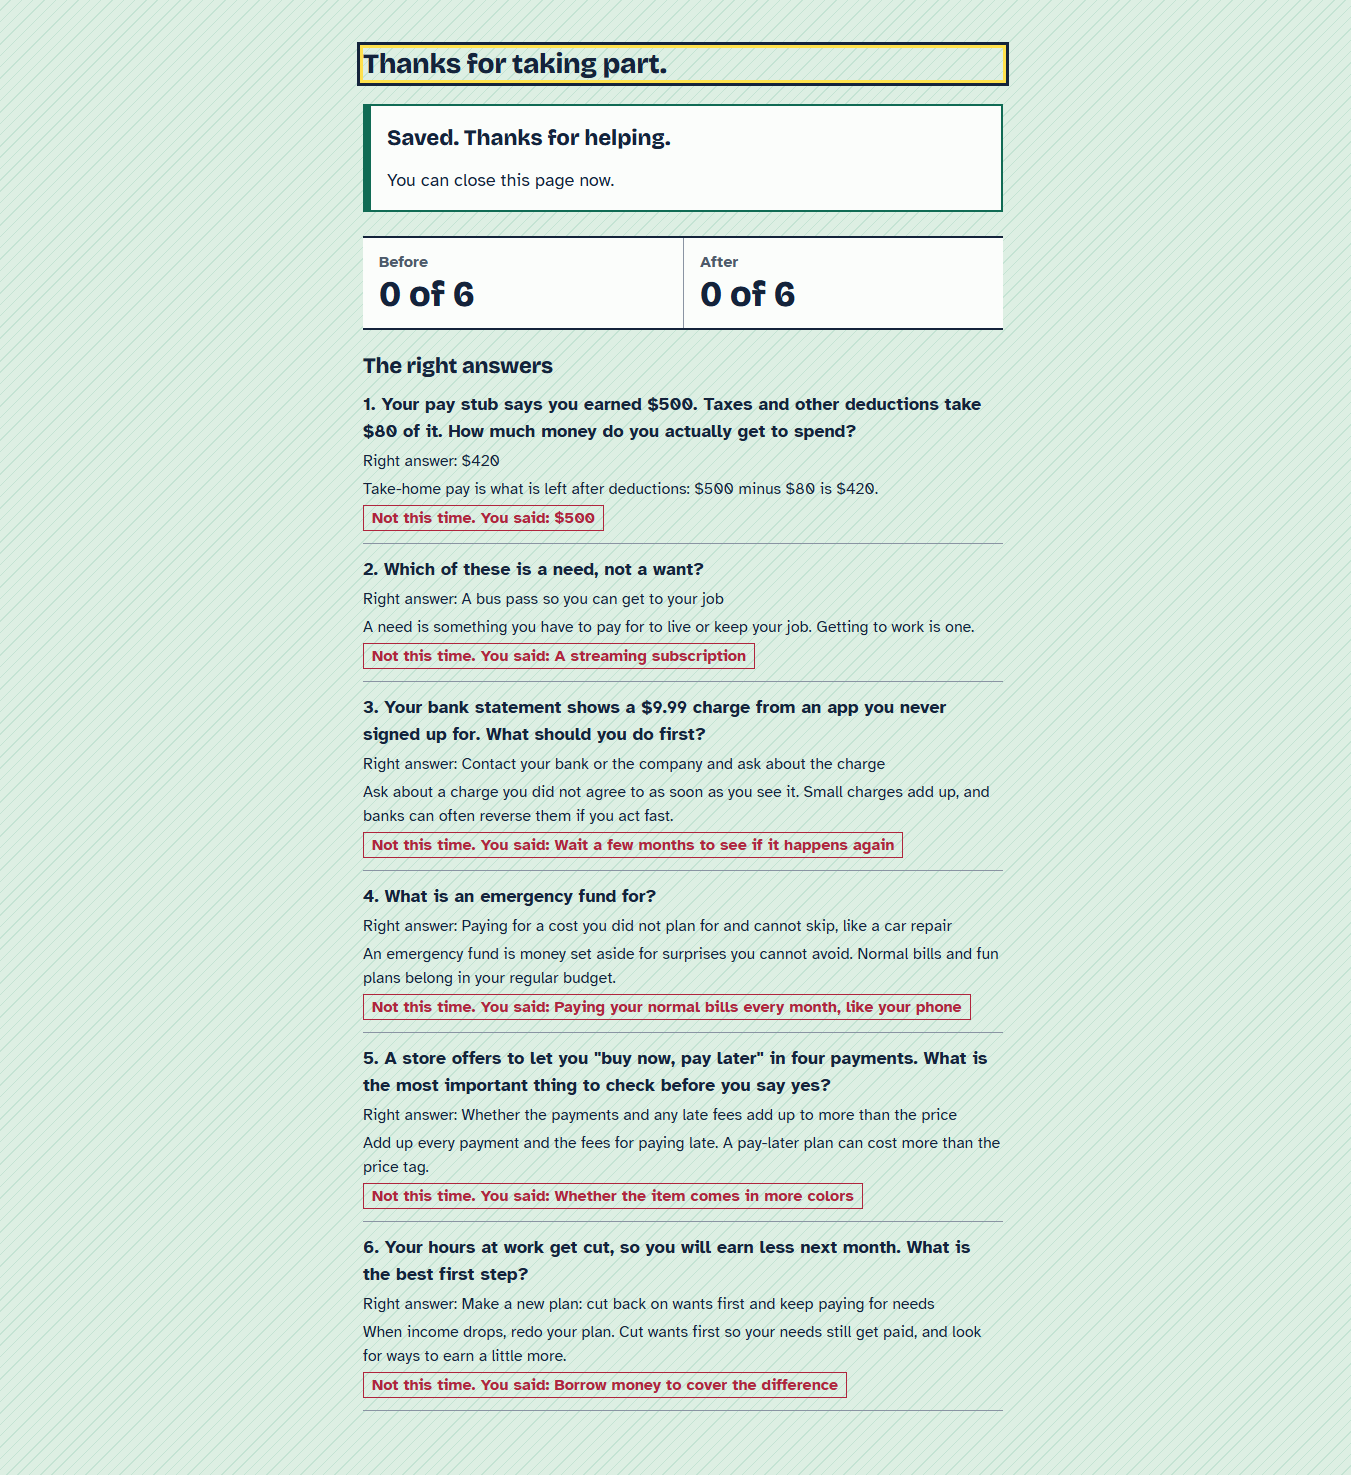 Thanks for taking part.
Saved. Thanks for helping.
You can close this page now.
Before
0 of 6
After
0 of 6
The right answers
1. Your pay stub says you earned $500. Taxes and other deductions take
$80 of it. How much money do you actually get to spend?
Right answer: $420
Take-home pay is what is left after deductions: $500 minus $80 is $420.
Not this time. You said: $500
2. Which of these is a need, not a want?
Right answer: A bus pass so you can get to your job
A need is something you have to pay for to live or keep your job. Getting to work is one.
Not this time. You said: A streaming subscription
3. Your bank statement shows a $9.99 charge from an app you never
signed up for. What should you do first?
Right answer: Contact your bank or the company and ask about the charge
Ask about a charge you did not agree to as soon as you see it. Small charges add up, and
banks can often reverse them if you act fast.
Not this time. You said: Wait a few months to see if it happens again
4. What is an emergency fund for?
Right answer: Paying for a cost you did not plan for and cannot skip, like a car repair
An emergency fund is money set aside for surprises you cannot avoid. Normal bills and fun
plans belong in your regular budget.
Not this time. You said: Paying your normal bills every month, like your phone
5. A store offers to let you "buy now, pay later" in four payments. What is
the most important thing to check before you say yes?
Right answer: Whether the payments and any late fees add up to more than the price
Add up every payment and the fees for paying late. A pay-later plan can cost more than the
price tag.
Not this time. You said: Whether the item comes in more colors
6. Your hours at work get cut, so you will earn less next month. What is
the best first step?
Right answer: Make a new plan: cut back on wants first and keep paying for needs
When income drops, redo your plan. Cut wants first so your needs still get paid, and look
for ways to earn a little more.
Not this time. You said: Borrow money to cover the difference